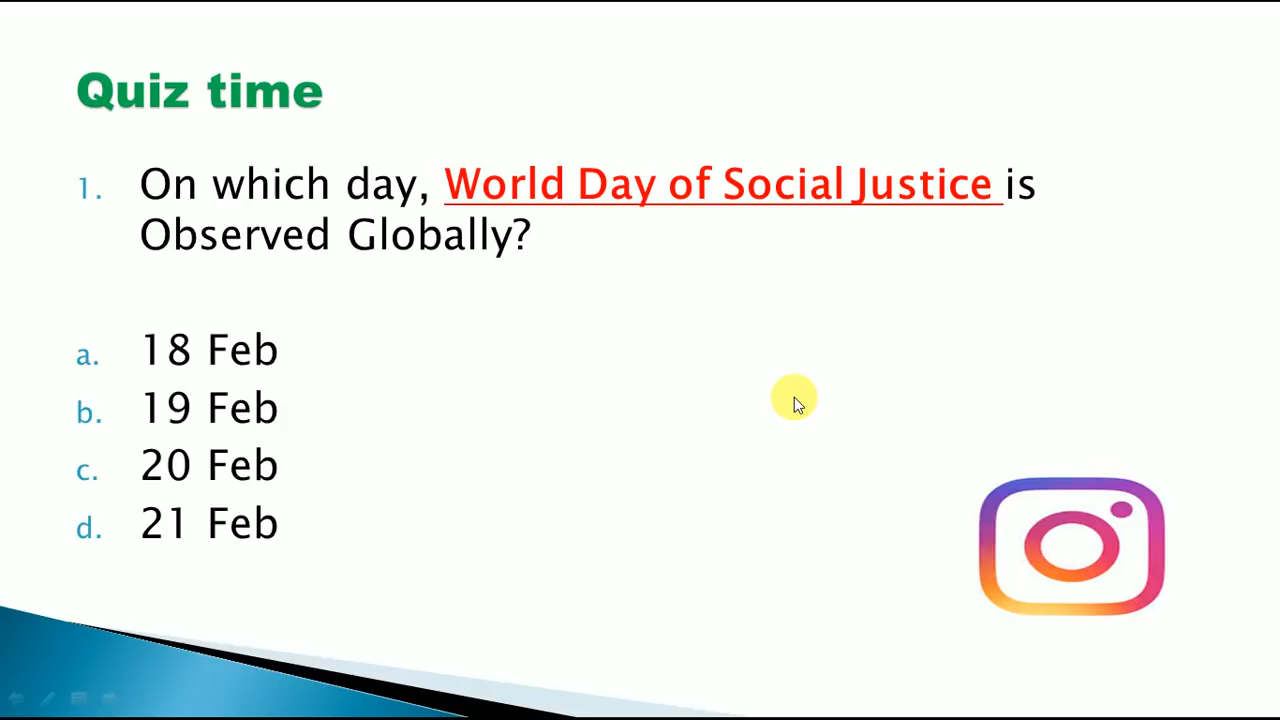 Quiz time
1. On which day, World Day of Social Justice is
Observed Globally?
a. 18 Feb
b. 19 Feb
c. 20 Feb
d. 21 Feb